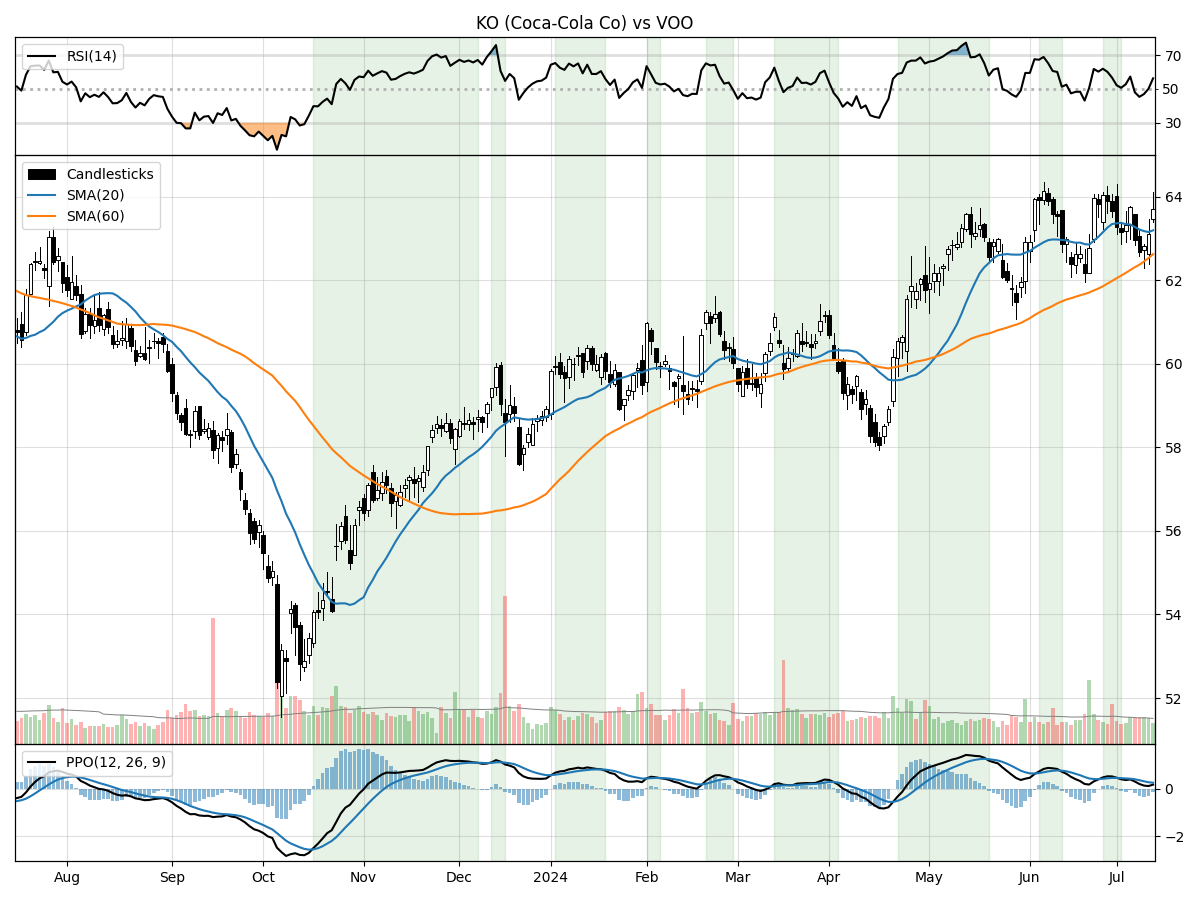 KO (Coca-Cola Co) vs VOO
RSI(14)
70
50
30
Candlesticks
SMA(20)
SMA(60)
64
62
60
58
56
54
52
PPO(12, 26, 9)
0
−2
Aug Sep Oct Nov Dec 2024 Feb Mar Apr May Jun Jul